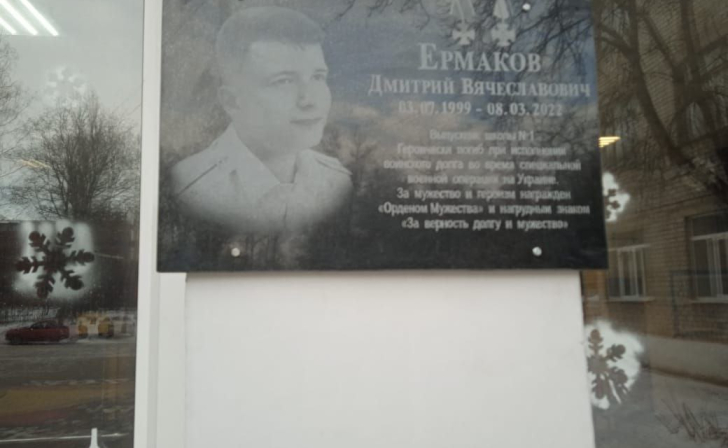 ЕРМАКОВ
ДМИТРИЙ ВЯЧЕСЛАВОВИЧ
03.07.1999 - 08.03.2022
Выпускник школы №1
Героически погиб при исполнении
воинского долга во время специальной
военной операции на Украине.
За мужество и героизм награжден
«Орденом Мужества» и нагрудным знаком
«За верность долгу и мужество»